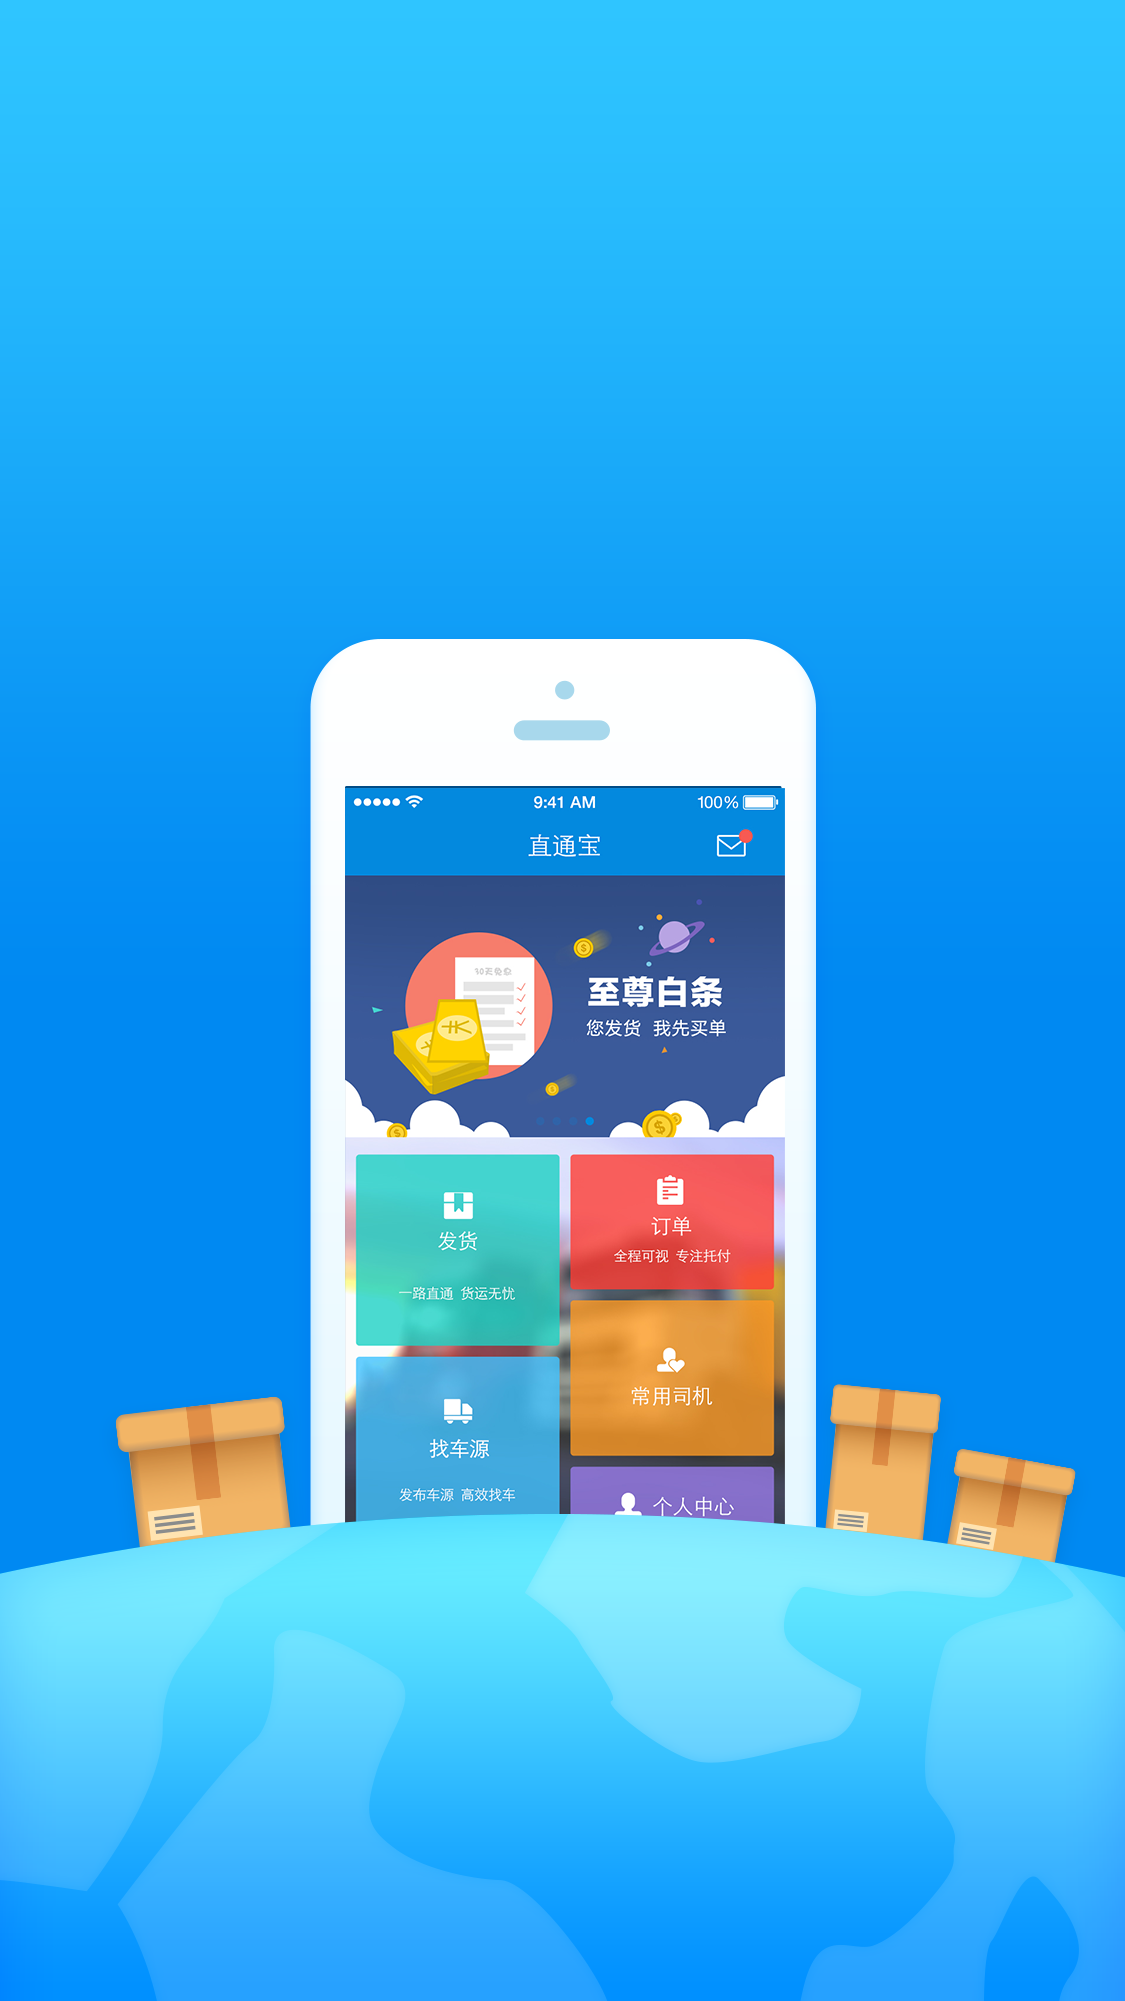 9:41 AM
100%
直通宝
至尊白条
您发货 我先买单
发货
一路直通 货运无忧
订单
全程可视 专注托付
常用司机
找车源
发布车源 高效找车
个人中心